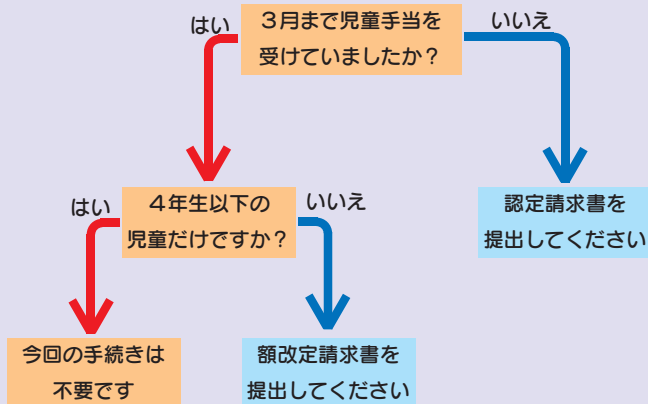 はい
３月まで児童手当を
受けていましたか？
いいえ
はい
４年生以下の
児童だけですか？
いいえ
認定請求書を
提出してください
今回の手続きは
不要です
額改定請求書を
提出してください